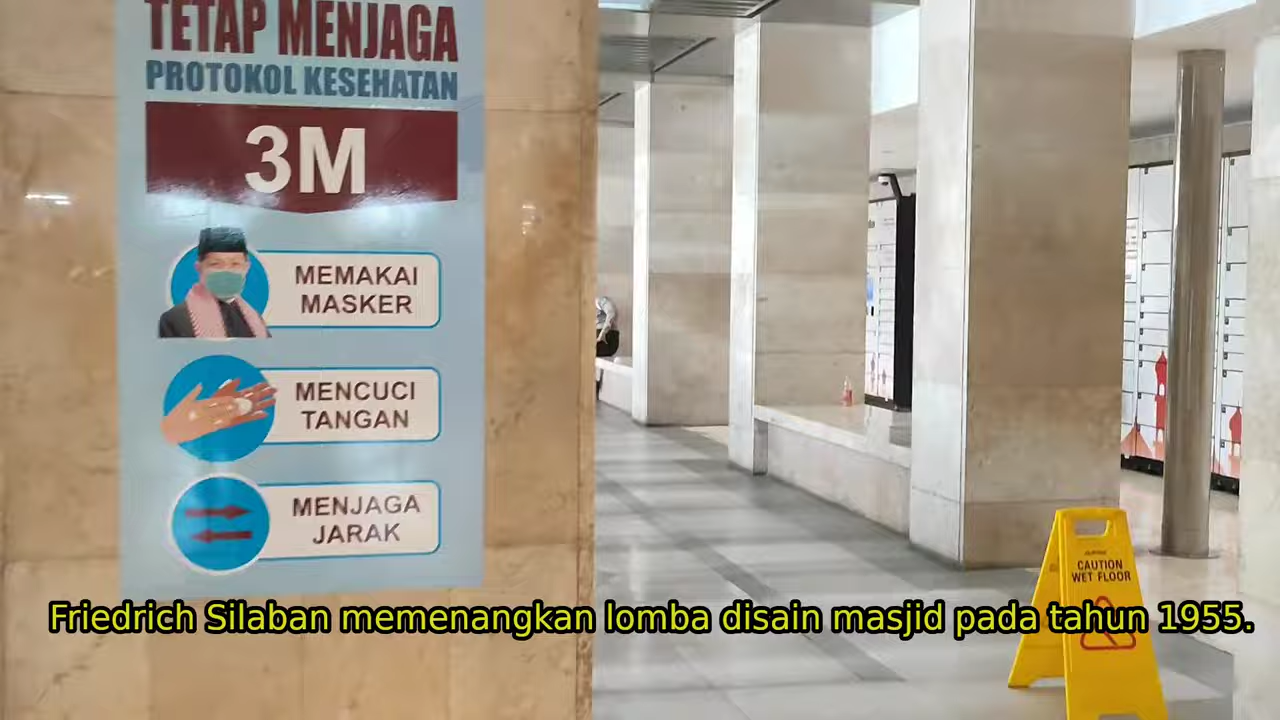 TETAP MENJAGA
PROTOKOL KESEHATAN
3M
MEMAKAI
MASKER
MENCUCI
TANGAN
MENJAGA
JARAK
CAUTION
WET FLOOR
Friedrich Silaban memenangkan lomba disain masjid pada tahun 1955.